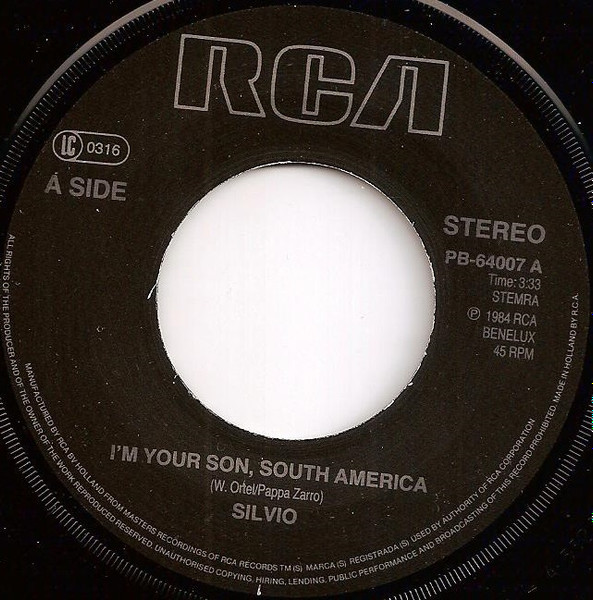 RCA
LC 0316
A SIDE
STEREO
PB-64007 A
Time: 3:33
STEMRA
℗ 1984 RCA
BENELUX
45 RPM
I'M YOUR SON, SOUTH AMERICA
(W. Ortel/Pappa Zarro)
SILVIO
MANUFACTURED BY RCA BV HOLLAND FROM MASTERS RECORDINGS OF RCA RECORDS TM (S) MARCA (S) REGISTRADA (S) USED BY AUTHORITY OF RCA CORPORATION
ALL RIGHTS OF THE PRODUCER AND OF THE OWNER OF THE WORK REPRODUCED RESERVED. UNAUTHORISED COPYING, HIRING, LENDING, PUBLIC PERFORMANCE AND BROADCASTING OF THIS RECORD PROHIBITED. MADE IN HOLLAND BY R.C.A.